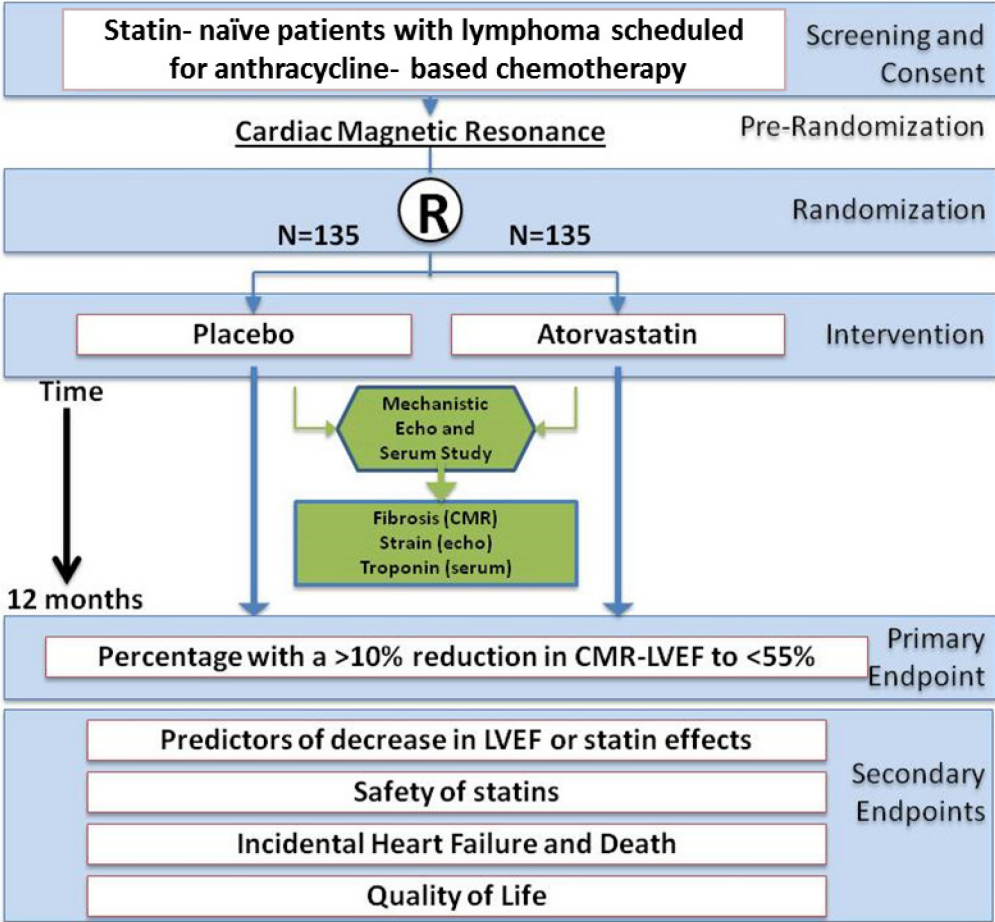 Statin- naïve patients with lymphoma scheduled
for anthracycline- based chemotherapy
Screening and
Consent
Cardiac Magnetic Resonance
Pre-Randomization
R
Randomization
N=135
N=135
Placebo
Atorvastatin
Intervention
Time
Mechanistic
Echo and
Serum Study
Fibrosis (CMR)
Strain (echo)
Troponin (serum)
12 months
Percentage with a >10% reduction in CMR-LVEF to <55%
Primary
Endpoint
Predictors of decrease in LVEF or statin effects
Safety of statins
Incidental Heart Failure and Death
Quality of Life
Secondary
Endpoints